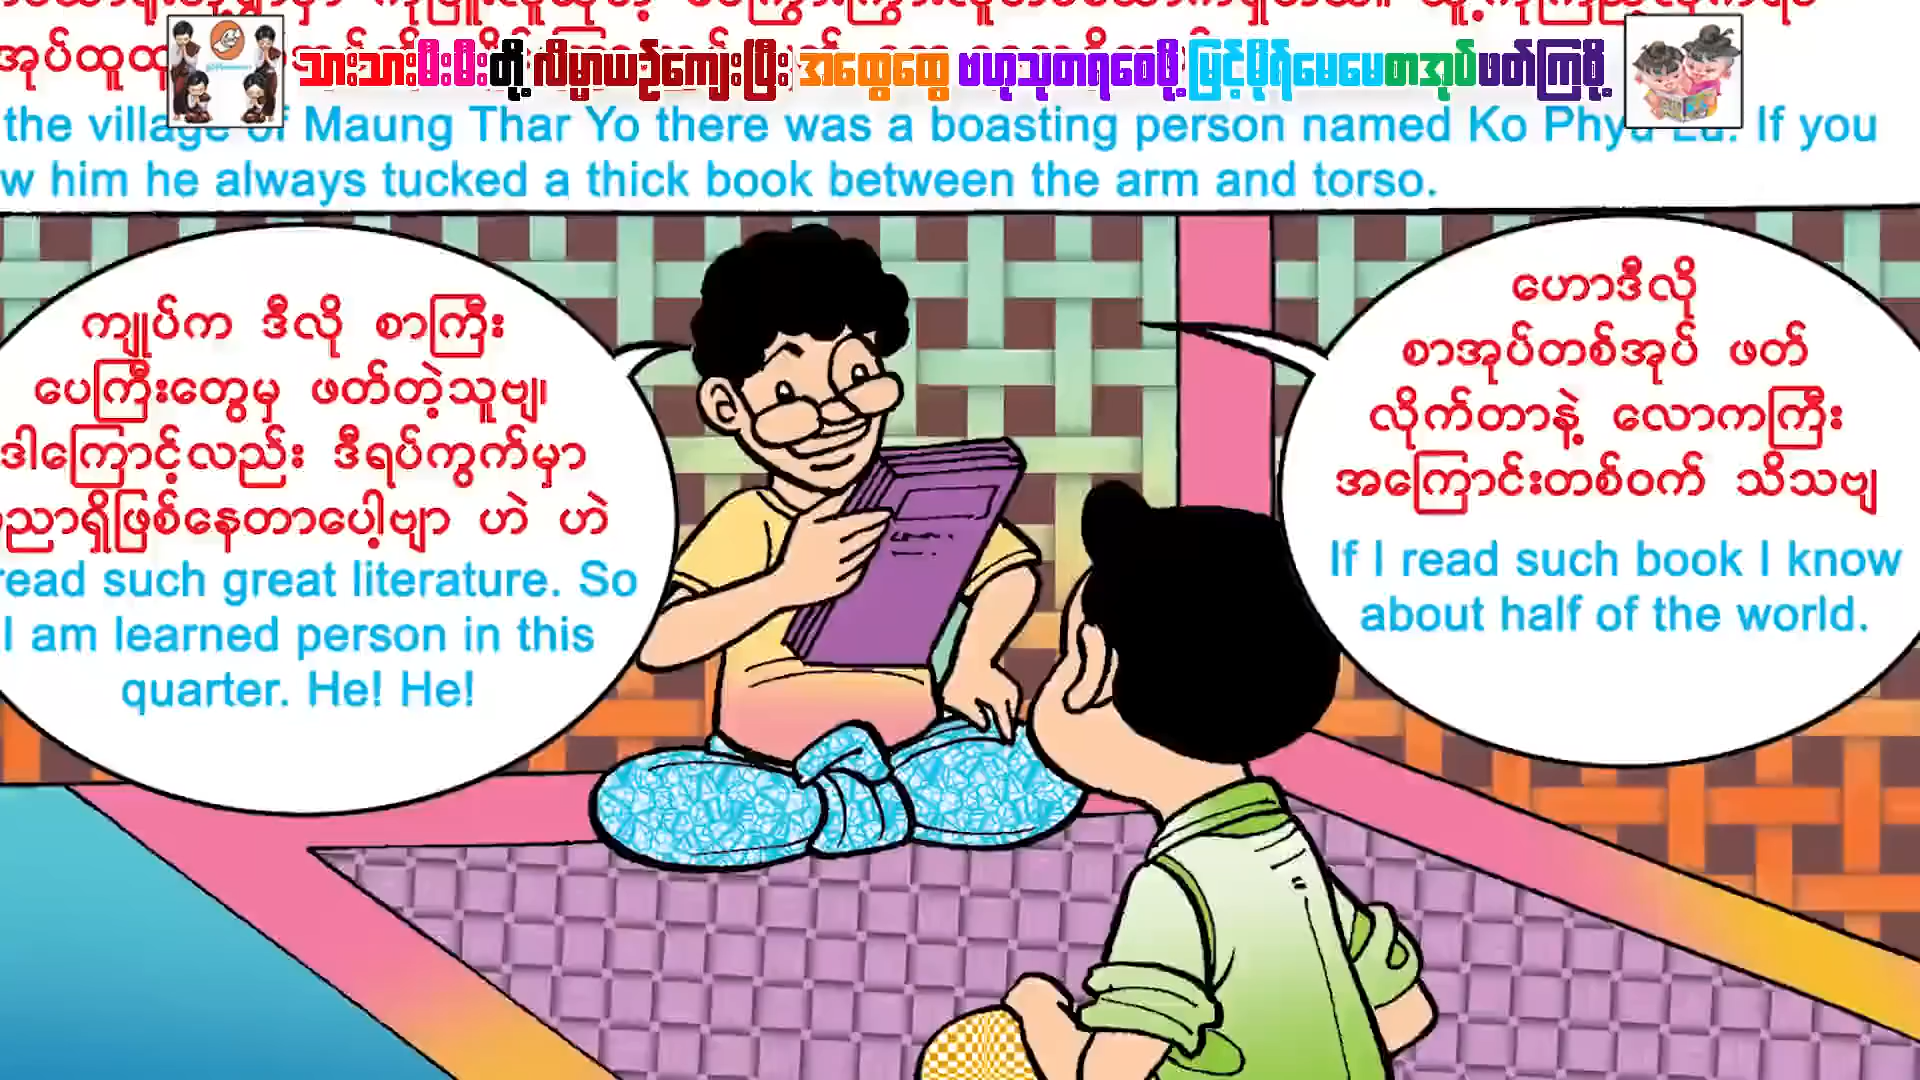 သားသားမီးမီးတို့ လိမ္မာယဉ်ကျေးပြီး အထွေထွေ ဗဟုသုတရစေဖို့ မြင့်မိုရ်မေမေစာအုပ်ဖတ်ကြစို့
the village of Maung Thar Yo there was a boasting person named Ko Phyu Lu. If you
w him he always tucked a thick book between the arm and torso.
ကျုပ်က ဒီလို စာကြီး
ပေကြီးတွေမှ ဖတ်တဲ့သူဗျ၊
ဒါကြောင့်လည်း ဒီရပ်ကွက်မှာ
ပညာရှိဖြစ်နေတာပေါ့ဗျာ ဟဲ ဟဲ
read such great literature. So
I am learned person in this
quarter. He! He!
ဟောဒီလို
စာအုပ်တစ်အုပ် ဖတ်
လိုက်တာနဲ့ လောကကြီး
အကြောင်းတစ်ဝက် သိသဗျ
If I read such book I know
about half of the world.